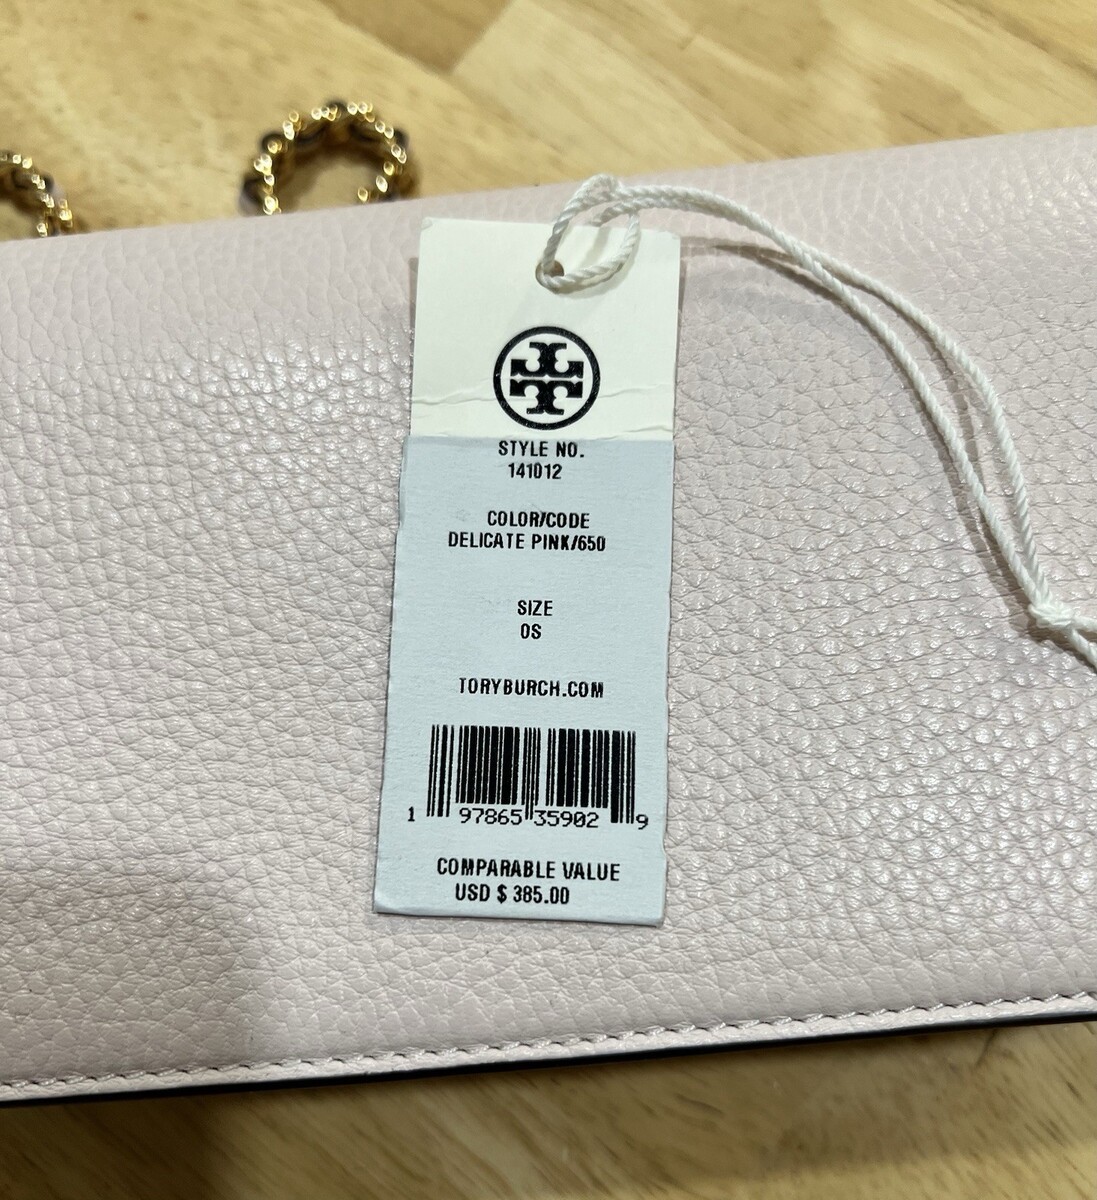 STYLE NO.
141012
COLOR/CODE
DELICATE PINK/650
SIZE
OS
TORYBURCH.COM
1 97865 35902 9
COMPARABLE VALUE
USD $ 385.00